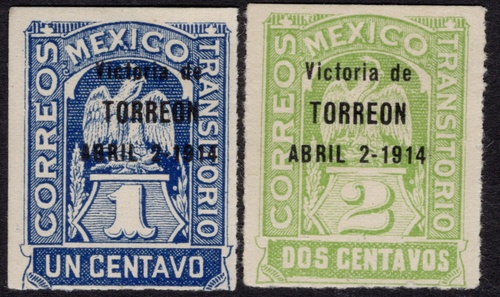 CORREOS MEXICO TRANSITORIO
Victoria de
TORREON
ABRIL 2-1914
1
UN CENTAVO
CORREOS MEXICO TRANSITORIO
Victoria de
TORREON
ABRIL 2-1914
2
DOS CENTAVOS